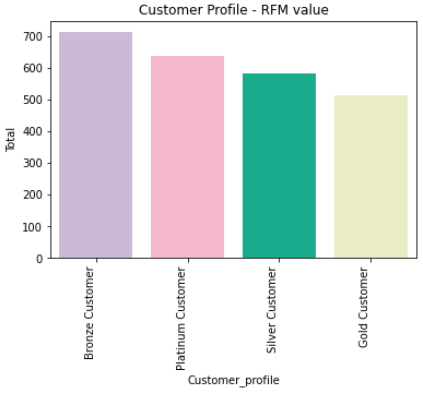 Customer Profile - RFM value
700
600
500
400
300
200
100
0
Total
Bronze Customer
Platinum Customer
Silver Customer
Gold Customer
Customer_profile